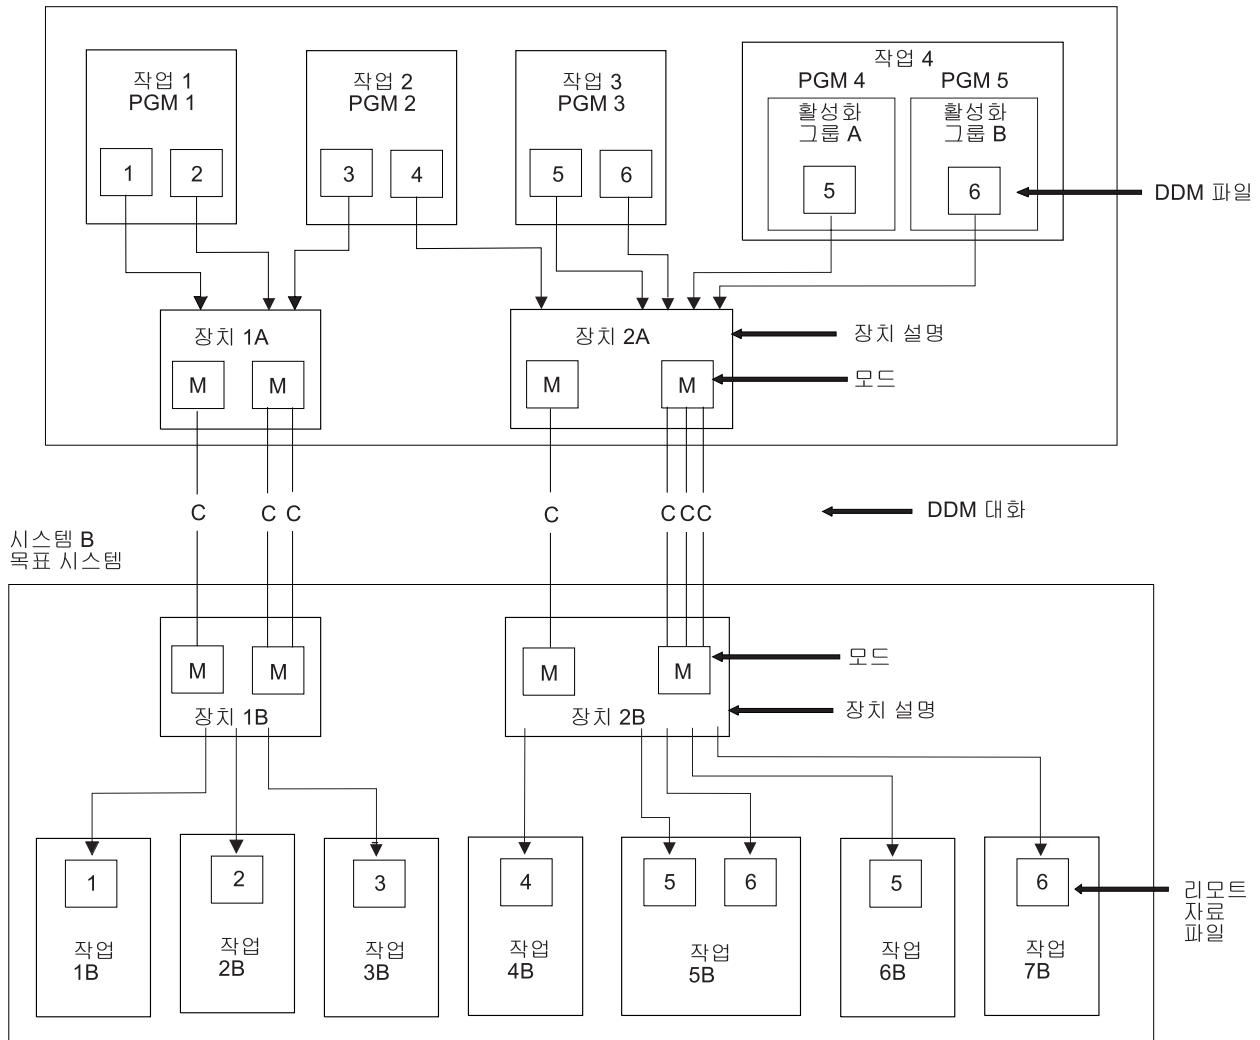 작업 1
PGM 1
작업 2
PGM 2
작업 3
PGM 3
작업 4
PGM 4
PGM 5
활성화
그룹 A
활성화
그룹 B
1
2
3
4
5
6
5
6
DDM 파일
장치 1A
장치 2A
장치 설명
M
M
M
M
모드
C
C
C
C
C
C
C
DDM 대화
시스템 B
목표 시스템
M
M
M
M
모드
장치 1B
장치 2B
장치 설명
1
2
3
4
5
6
5
6
리모트
자료
파일
작업
1B
작업
2B
작업
3B
작업
4B
작업
5B
작업
6B
작업
7B